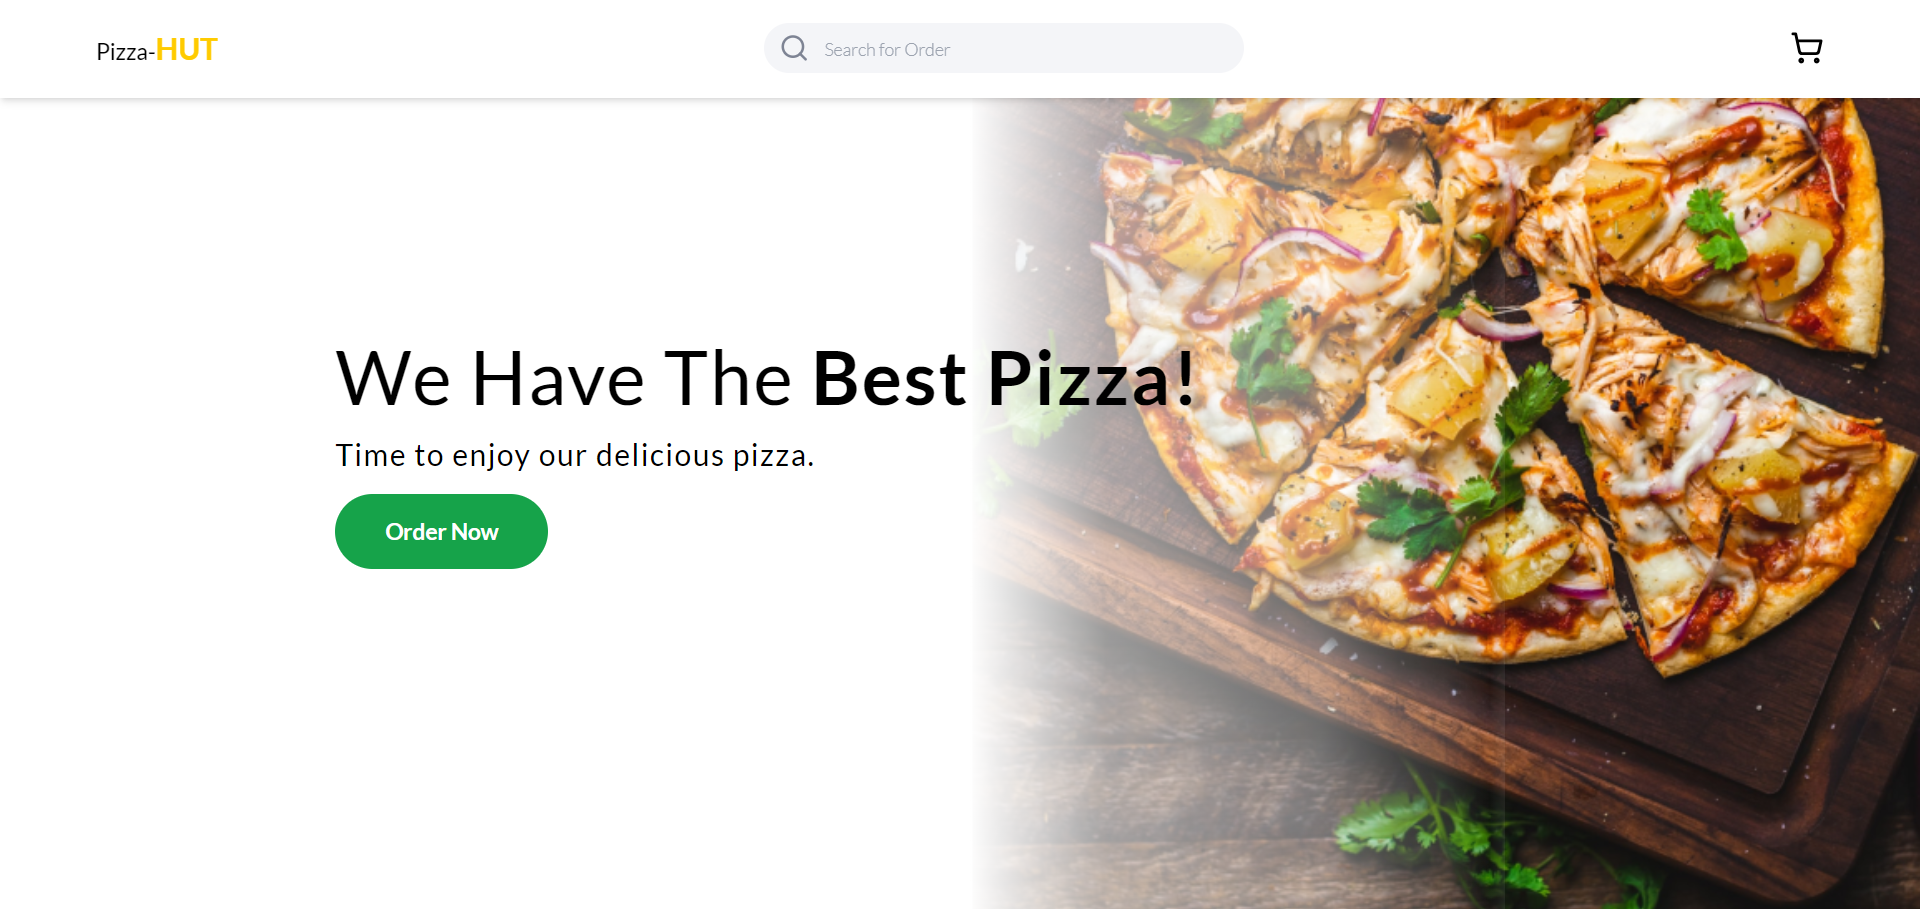 Pizza-HUT
Search for Order
We Have The Best Pizza!
Time to enjoy our delicious pizza.
Order Now